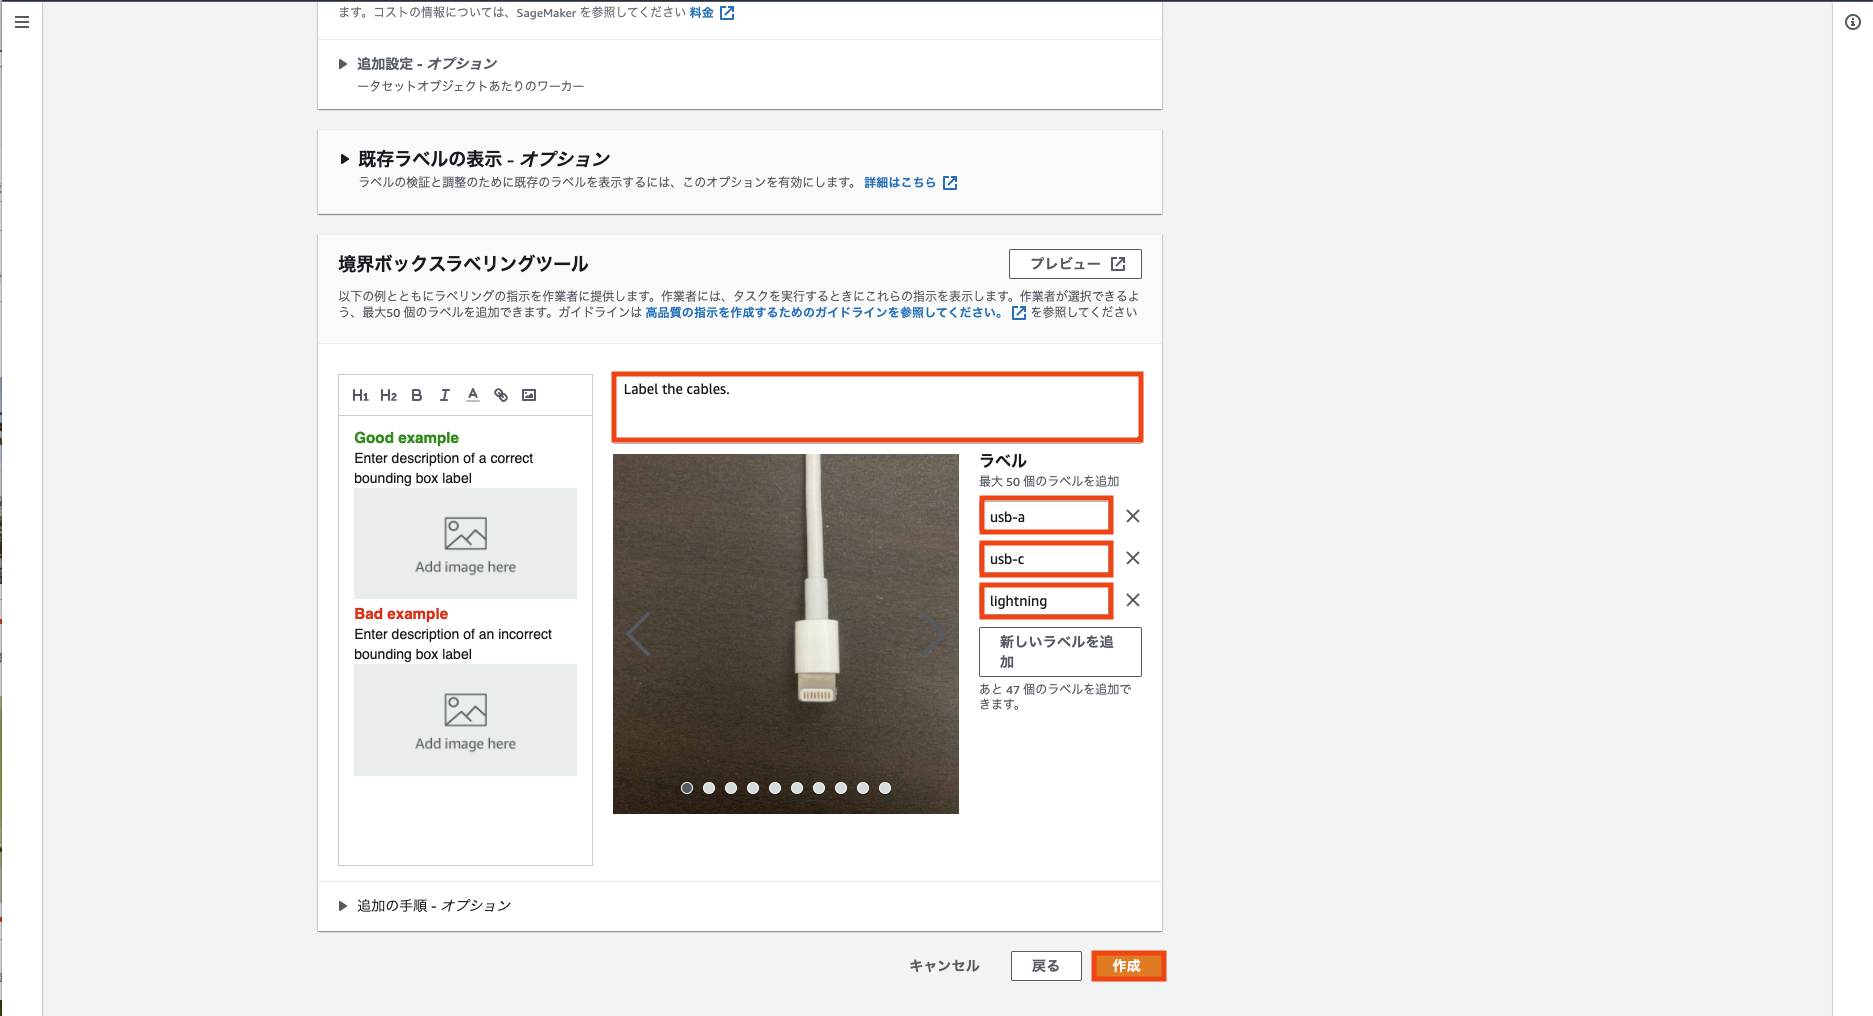 ます。コストの情報については、SageMaker を参照してください 料金
追加設定 - オプション
ータセットオブジェクトあたりのワーカー
既存ラベルの表示 - オプション
ラベルの検証と調整のために既存のラベルを表示するには、このオプションを有効にします。 詳細はこちら
境界ボックスラベリングツール
プレビュー
以下の例とともにラベリングの指示を作業者に提供します。作業者には、タスクを実行するときにこれらの指示を表示します。作業者が選択できるよ
う、最大50 個のラベルを追加できます。ガイドラインは 高品質の指示を作成するためのガイドラインを参照してください。 を参照してください
H1 H2 B I A
Good example
Enter description of a correct
bounding box label
Add image here
Bad example
Enter description of an incorrect
bounding box label
Add image here
Label the cables.
ラベル
最大 50 個のラベルを追加
usb-a
usb-c
lightning
新しいラベルを追
加
あと 47 個のラベルを追加で
きます。
追加の手順 - オプション
キャンセル
戻る
作成